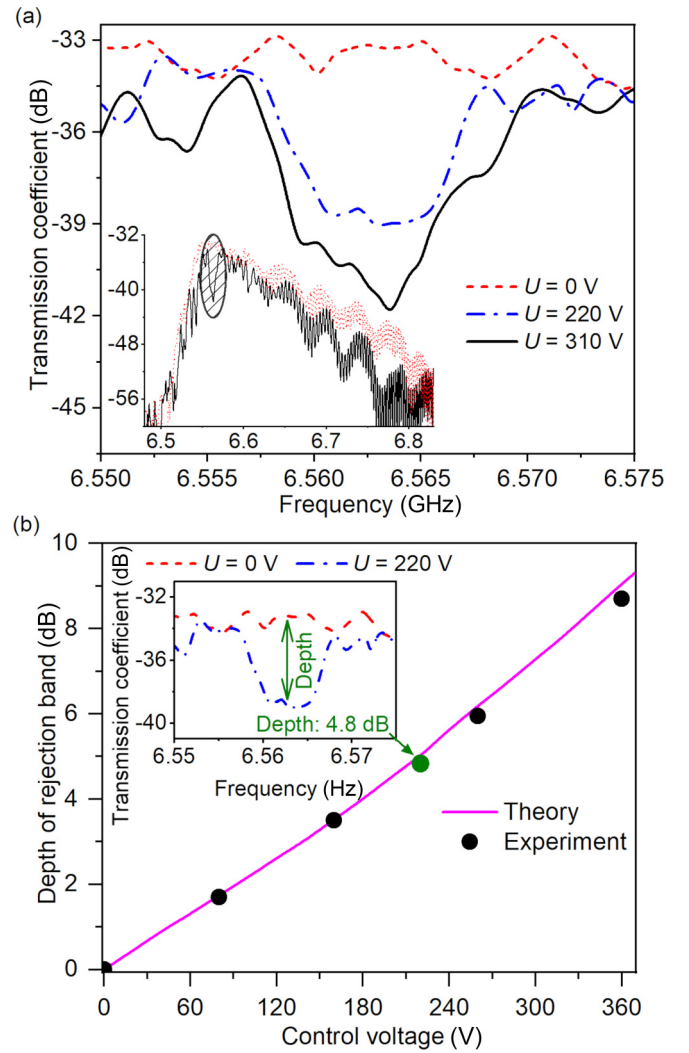 (a)
-33
-36
-39
-42
-45
Transmission coefficient (dB)
U = 0 V
U = 220 V
U = 310 V
-32
-40
-48
-56
6.5 6.6 6.7 6.8
6.550 6.555 6.560 6.565 6.570 6.575
Frequency (GHz)
(b)
10
8
6
4
2
0
Depth of rejection band (dB)
U = 0 V U = 220 V
Transmission coefficient (dB)
-33
-36
-40
Depth
6.55 6.56 6.57
Frequency (Hz)
Depth: 4.8 dB
Theory
Experiment
0 60 120 180 240 300 360
Control voltage (V)